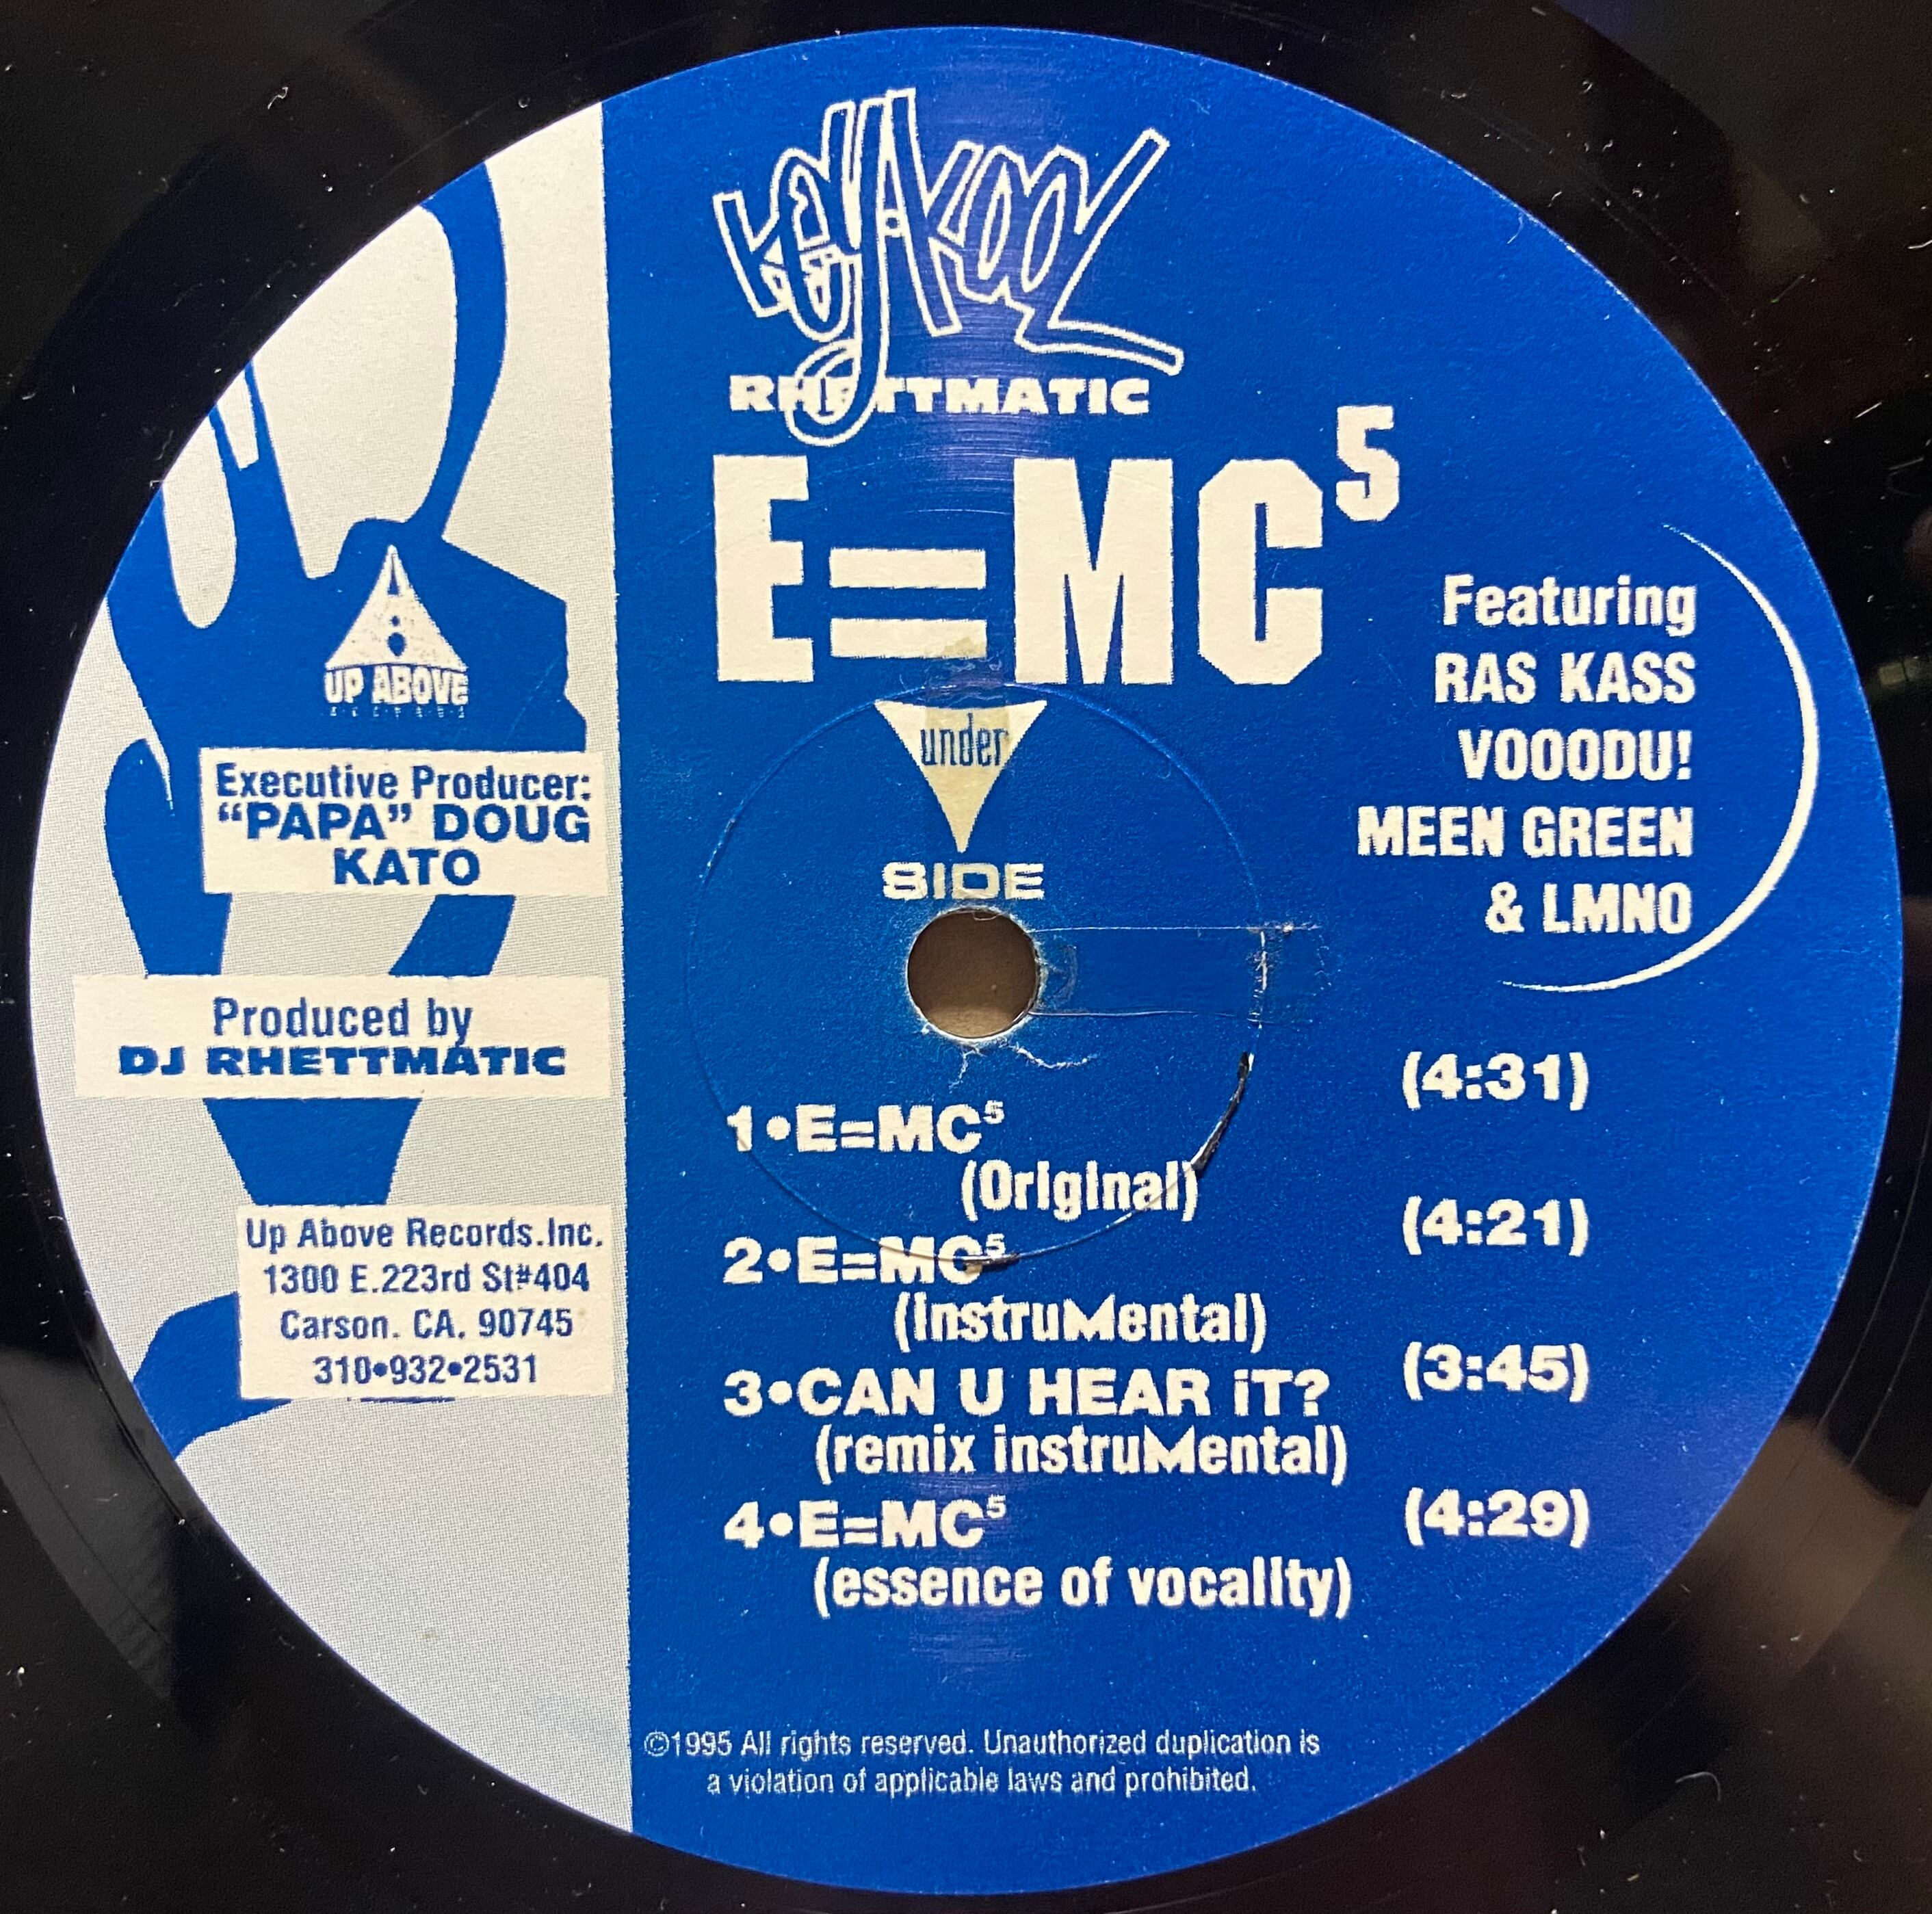 Key Kool
RHETTMATIC
E=MC⁵
Featuring
RAS KASS
VOOODU!
MEEN GREEN
& LMNO
under
SIDE
UP ABOVE
RECORDS
Executive Producer:
“PAPA” DOUG
KATO
Produced by
DJ RHETTMATIC
Up Above Records.Inc.
1300 E.223rd St#404
Carson. CA. 90745
310•932•2531
1•E=MC⁵ (4:31)
(Original)
2•E=MC⁵ (4:21)
(InstruMental)
3•CAN U HEAR iT? (3:45)
(remix instruMental)
4•E=MC⁵ (4:29)
(essence of vocality)
©1995 All rights reserved. Unauthorized duplication is
a violation of applicable laws and prohibited.